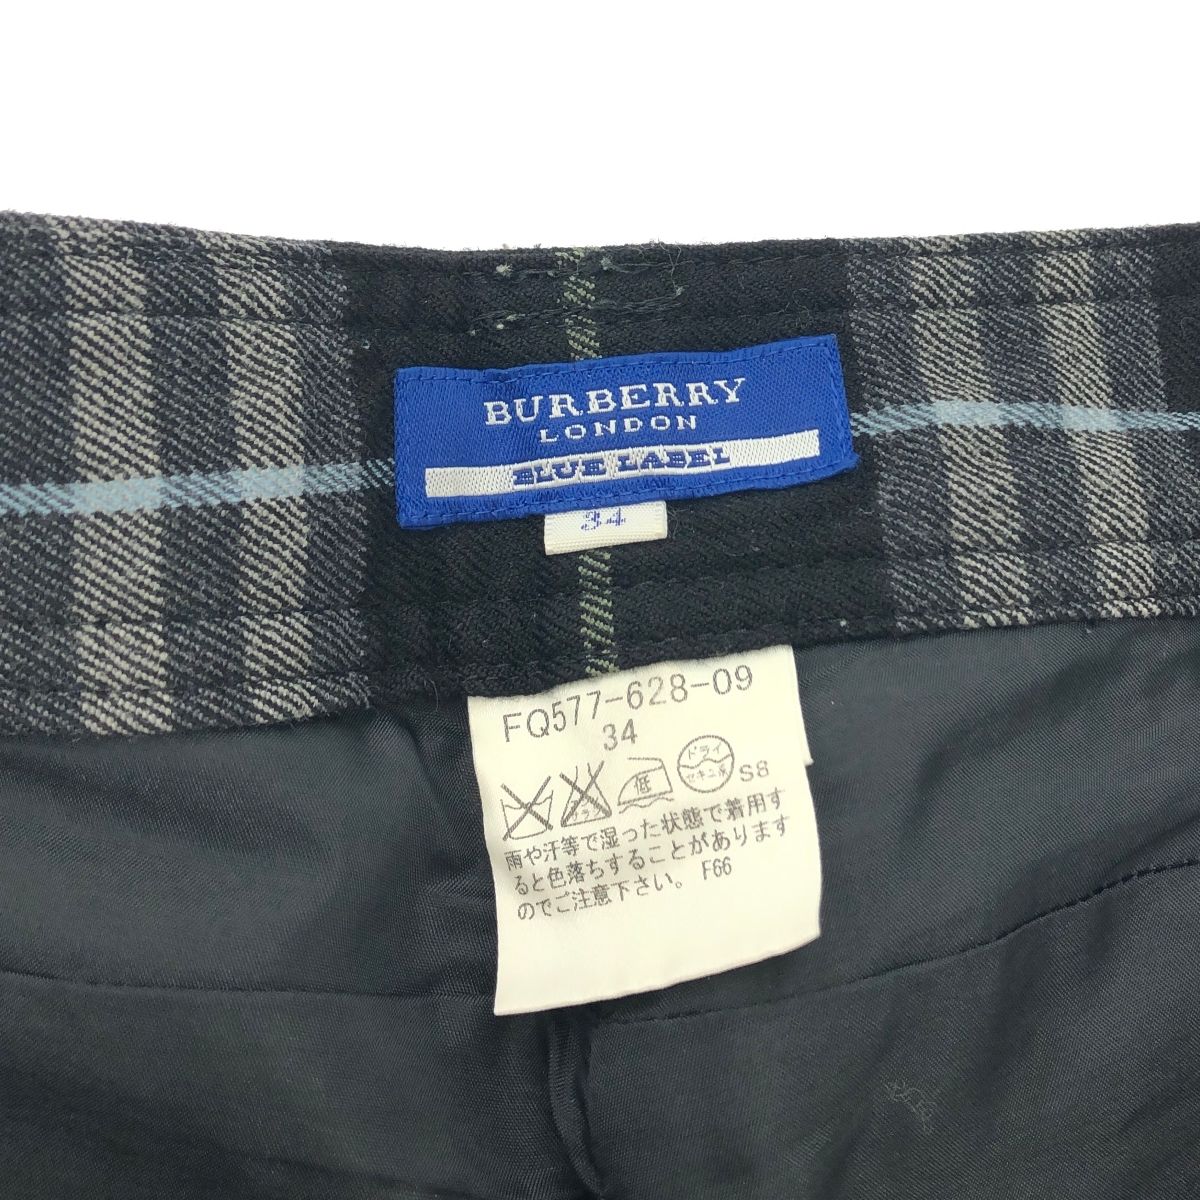 BURBERRY
LONDON
BLUE LABEL
34
FQ577-628-09
34
低
ドライ
セキユ系
S8
雨や汗等で湿った状態で着用す
ると色落ちすることがあります
のでご注意下さい。 F66